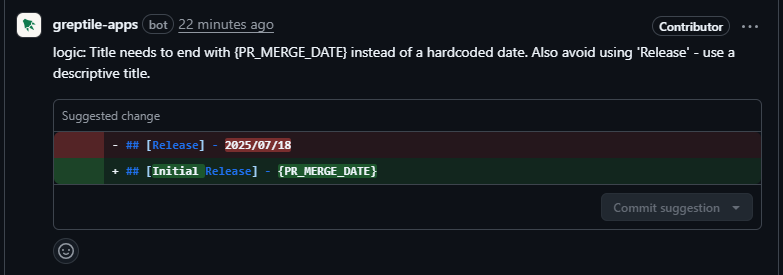 greptile-apps bot 22 minutes ago Contributor ...
logic: Title needs to end with {PR_MERGE_DATE} instead of a hardcoded date. Also avoid using 'Release' - use a
descriptive title.
Suggested change
- ## [Release] - 2025/07/18
+ ## [Initial Release] - {PR_MERGE_DATE}
Commit suggestion